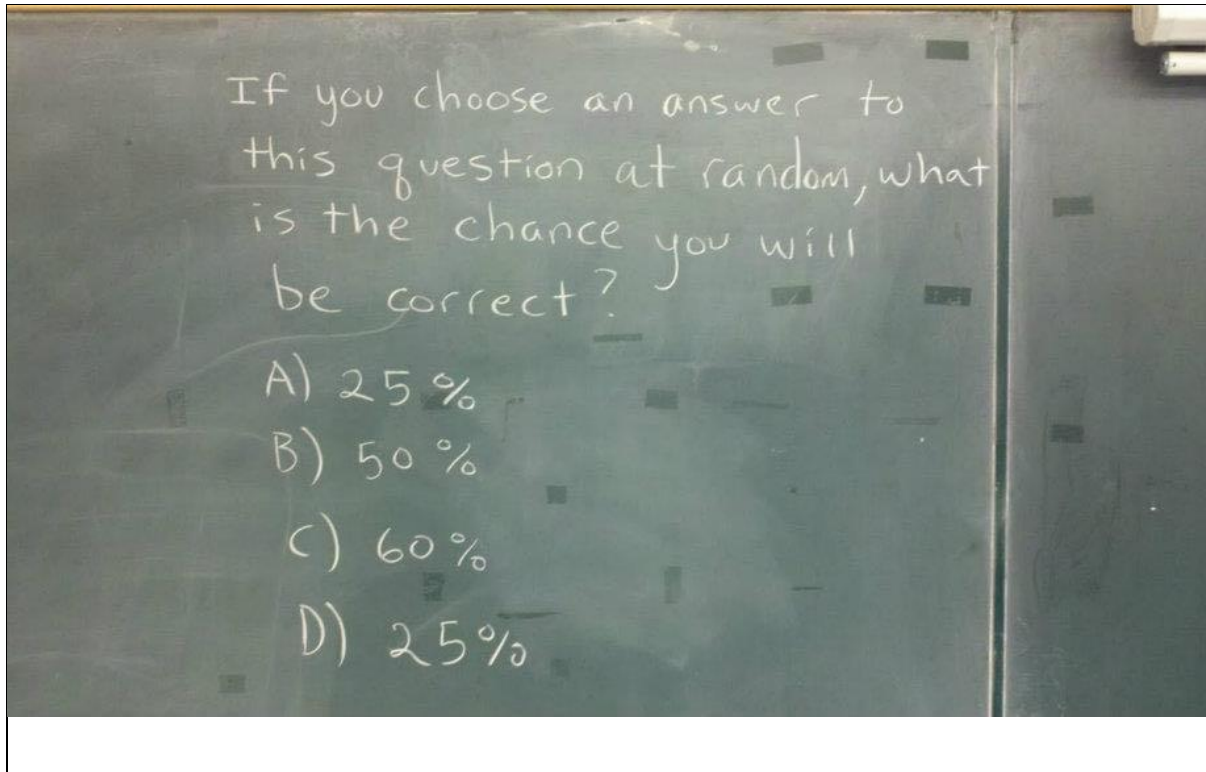 If you choose an answer to
this question at random, what
is the chance you will
be correct?
A) 25%
B) 50%
C) 60%
D) 25%